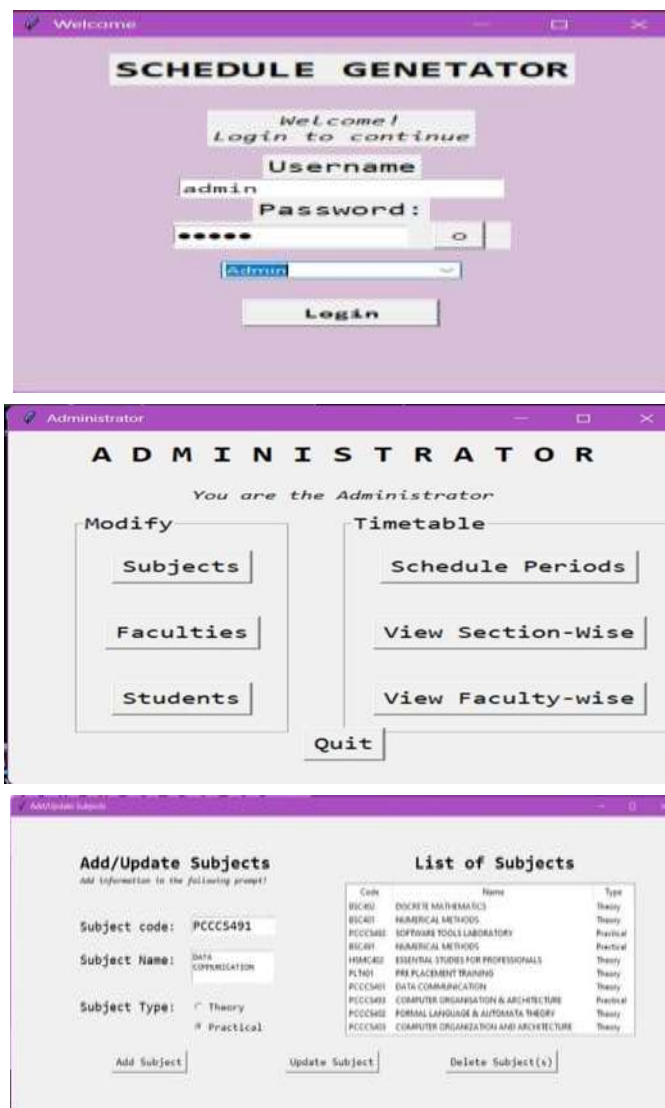 Welcome
SCHEDULE GENETATOR
Welcome!
Login to continue
Username
admin
Password:
Admin
Login
Administrator
ADMINISTRATOR
You are the Administrator
Modify
Timetable
Subjects
Schedule Periods
Faculties
View Section-Wise
Students
View Faculty-wise
Quit
Add/Update Subjects
Add/Update Subjects
List of Subjects
Add information in the following prompt!
Code Name Type
BSC402 DISCRETE MATHEMATICS Theory
BSC401 NUMERICAL METHODS Theory
SOFTWARE TOOLS LABORATORY Practical
BSC491 NUMERICAL METHODS Practical
HSMC402 ESSENTIAL STUDIES FOR PROFESSIONALS Theory
PLT401 PRE PLACEMENT TRAINING Theory
PCCCS401 DATA COMMUNICATION Theory
PCCCS493 COMPUTER ORGANISATION & ARCHITECTURE Practical
PCCCS402 FORMAL LANGUAGE & AUTOMATA THEORY Theory
PCCCS403 COMPUTER ORGANIZATION AND ARCHITECTURE Theory
Subject code: PCCCS491
Subject Name: DATA
COMMUNICATION
Subject Type: Theory
Practical
Add Subject
Update Subject
Delete Subject(s)